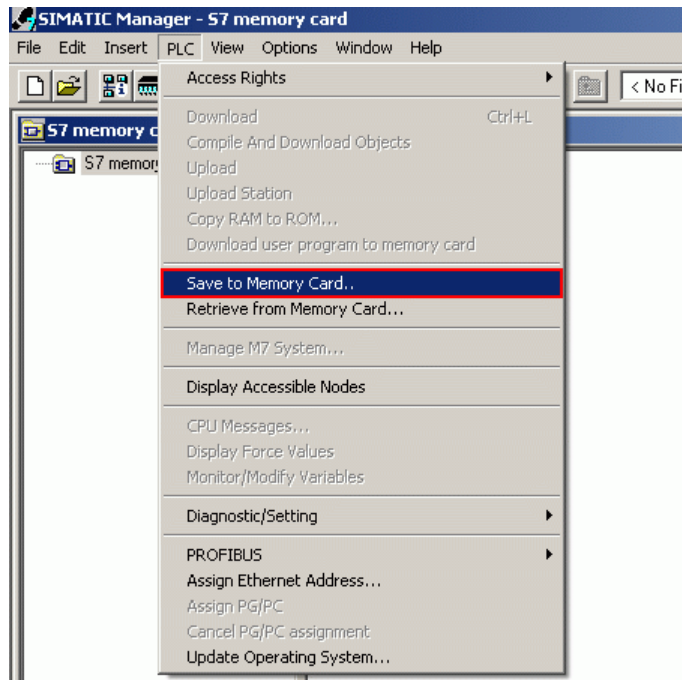 SIMATIC Manager - S7 memory card
File Edit Insert PLC View Options Window Help
Access Rights
< No Fi
Download Ctrl+L
S7 memory c
Compile And Download Objects
S7 memor
Upload
Upload Station
Copy RAM to ROM...
Download user program to memory card
Save to Memory Card..
Retrieve from Memory Card...
Manage M7 System...
Display Accessible Nodes
CPU Messages...
Display Force Values
Monitor/Modify Variables
Diagnostic/Setting
PROFIBUS
Assign Ethernet Address...
Assign PG/PC
Cancel PG/PC assignment
Update Operating System...